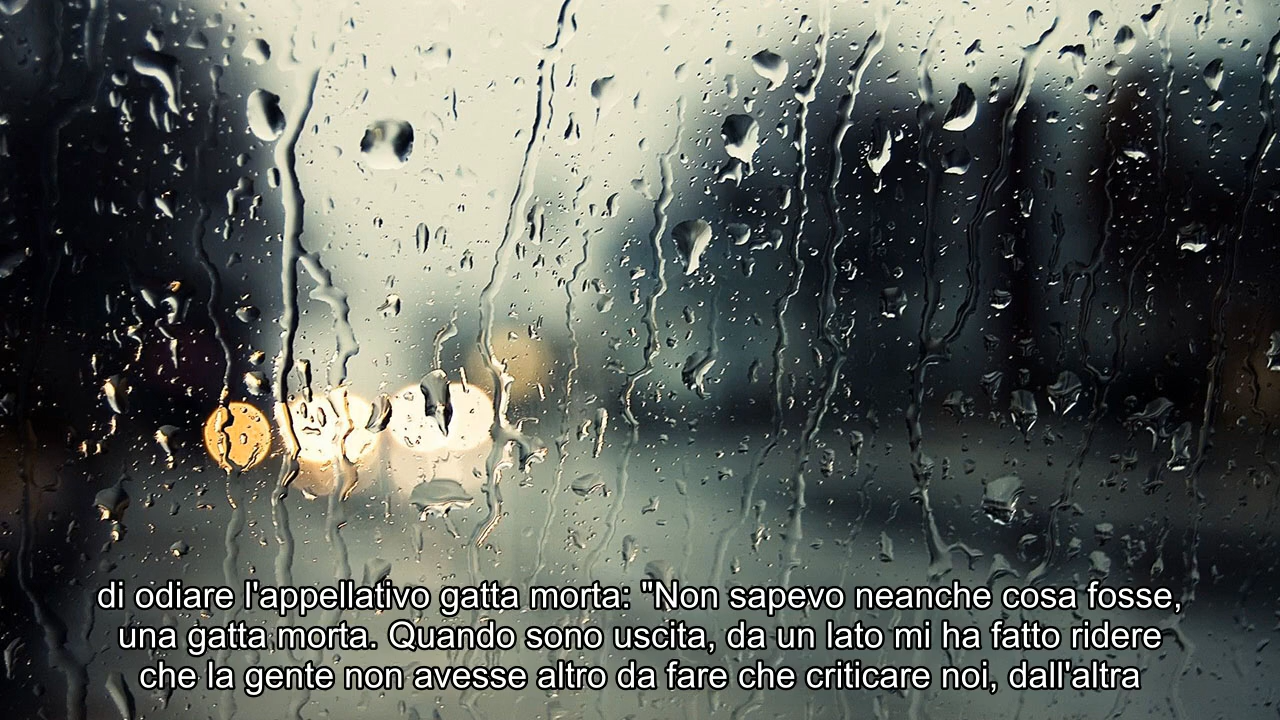 di odiare l'appellativo gatta morta: "Non sapevo neanche cosa fosse,
una gatta morta. Quando sono uscita, da un lato mi ha fatto ridere
che la gente non avesse altro da fare che criticare noi, dall'altra